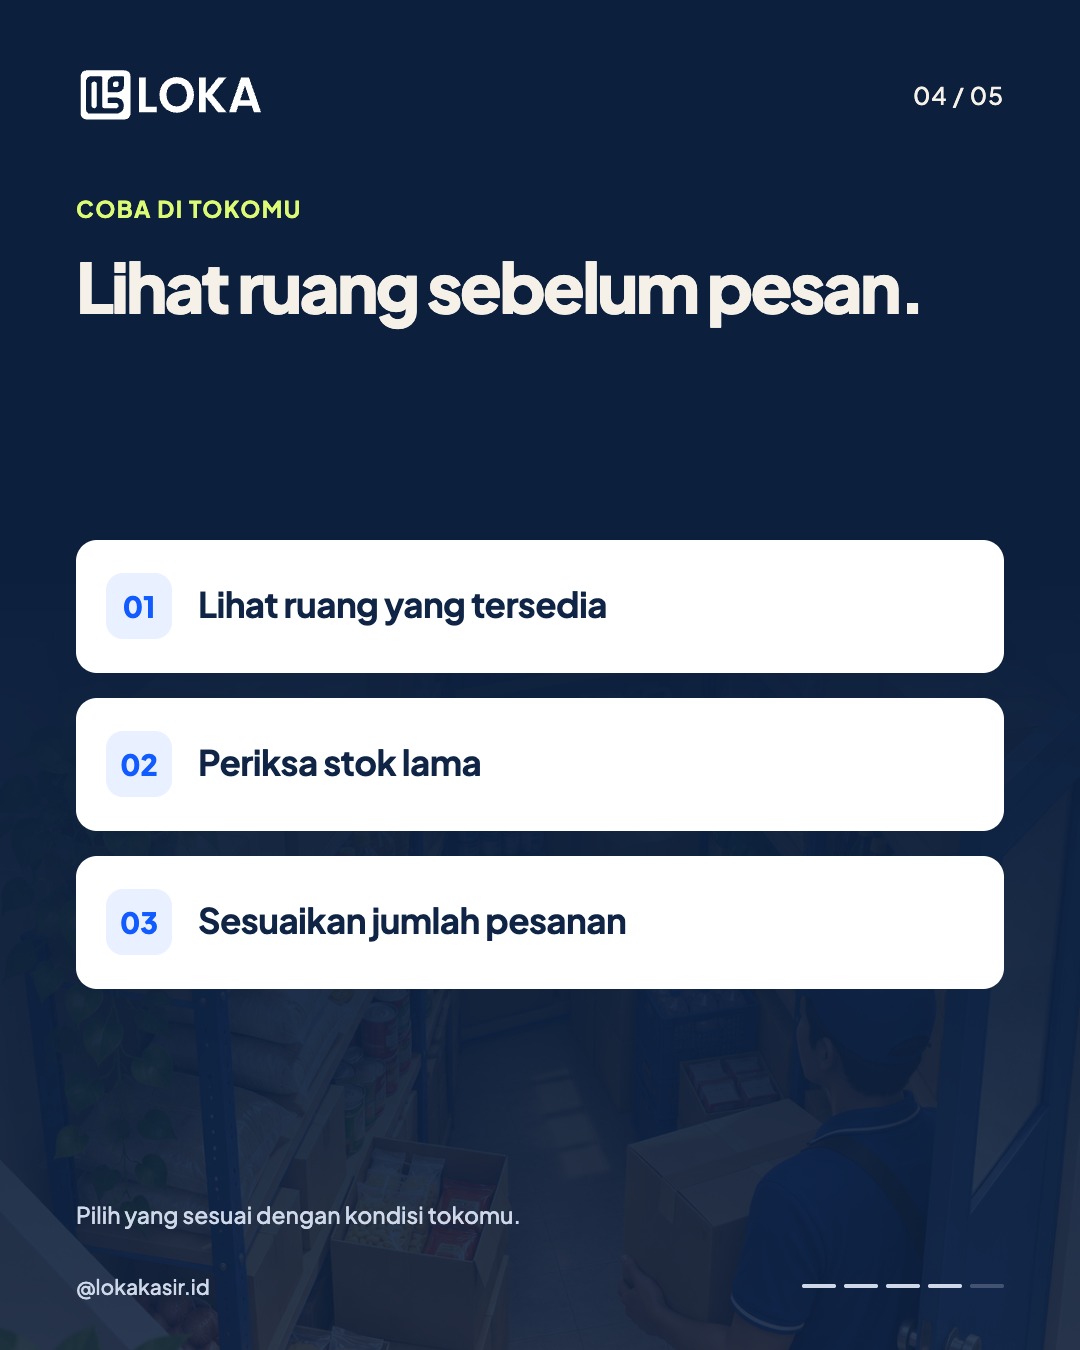 LOKA
04 / 05
COBA DI TOKOMU
Lihat ruang sebelum pesan.
01 Lihat ruang yang tersedia
02 Periksa stok lama
03 Sesuaikan jumlah pesanan
Pilih yang sesuai dengan kondisi tokomu.
@lokakasir.id